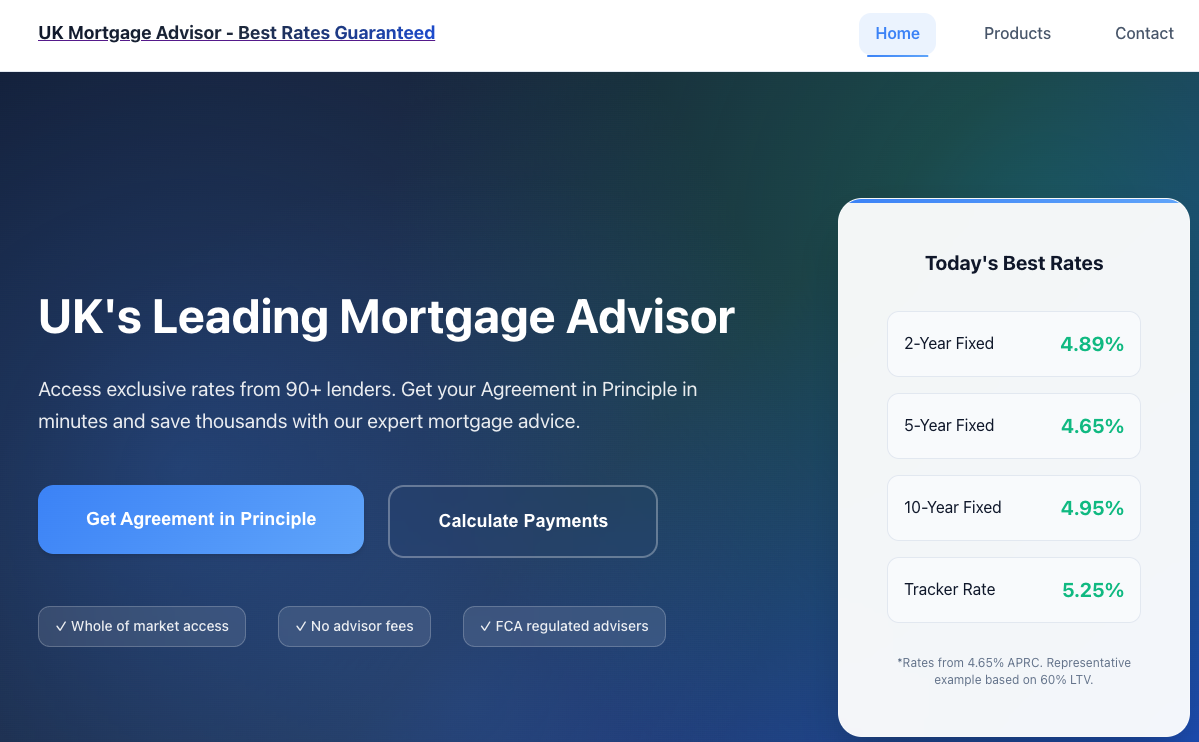 UK Mortgage Advisor - Best Rates Guaranteed
Home
Products
Contact
UK's Leading Mortgage Advisor
Access exclusive rates from 90+ lenders. Get your Agreement in Principle in
minutes and save thousands with our expert mortgage advice.
Get Agreement in Principle
Calculate Payments
✓ Whole of market access
✓ No advisor fees
✓ FCA regulated advisers
Today's Best Rates
2-Year Fixed 4.89%
5-Year Fixed 4.65%
10-Year Fixed 4.95%
Tracker Rate 5.25%
*Rates from 4.65% APRC. Representative
example based on 60% LTV.